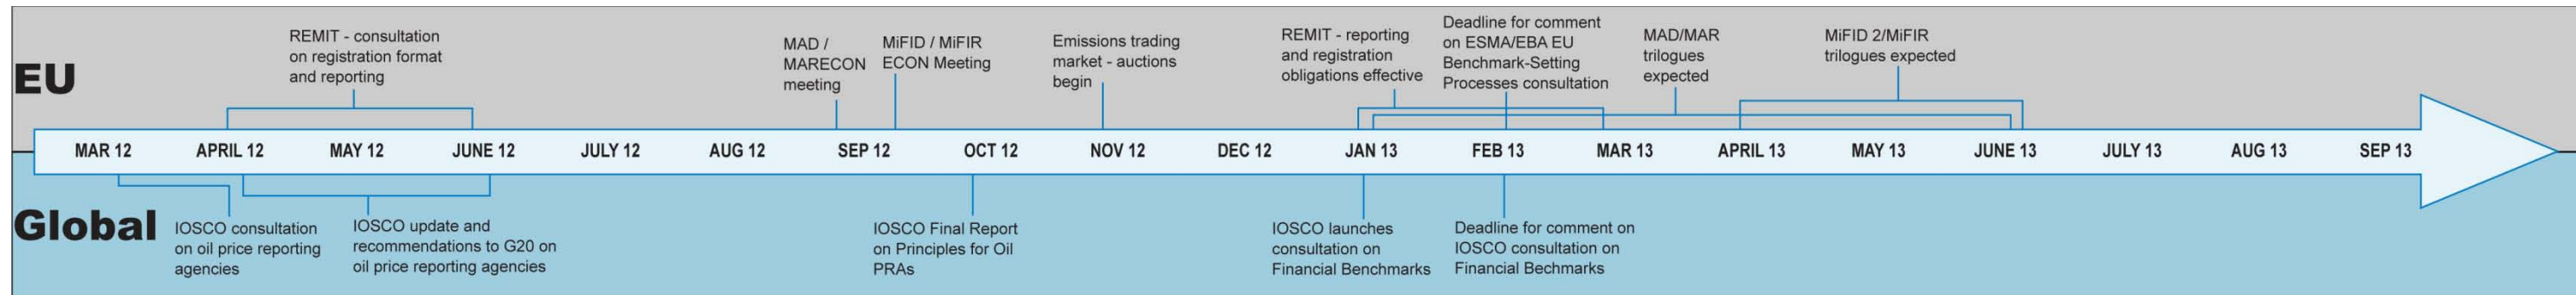 EU
REMIT - consultation
on registration format
and reporting
MAD /
MARECON
meeting
MiFID / MiFIR
ECON Meeting
Emissions trading
market - auctions
begin
REMIT - reporting
and registration
obligations effective
Deadline for comment
on ESMA/EBA EU
Benchmark-Setting
Processes consultation
MAD/MAR
trilogues
expected
MiFID 2/MiFIR
trilogues expected
MAR 12 APRIL 12 MAY 12 JUNE 12 JULY 12 AUG 12 SEP 12 OCT 12 NOV 12 DEC 12 JAN 13 FEB 13 MAR 13 APRIL 13 MAY 13 JUNE 13 JULY 13 AUG 13 SEP 13
Global
IOSCO consultation
on oil price reporting
agencies
IOSCO update and
recommendations to G20 on
oil price reporting agencies
IOSCO Final Report
on Principles for Oil
PRAs
IOSCO launches
consultation on
Financial Benchmarks
Deadline for comment on
IOSCO consultation on
Financial Bechmarks